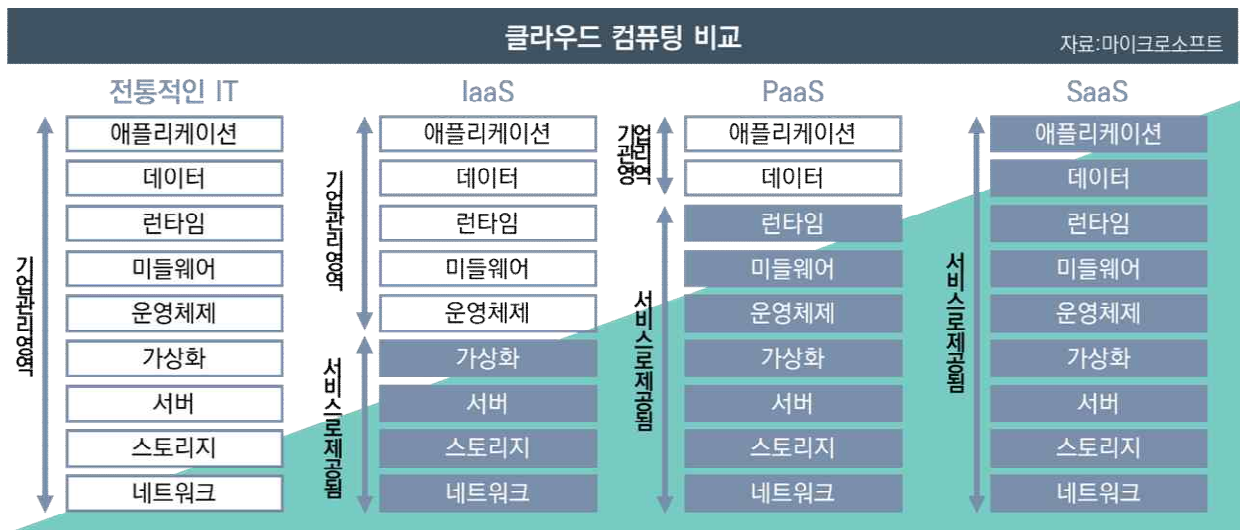 클라우드 컴퓨팅 비교
자료:마이크로소프트
전통적인 IT
기업관리영역
애플리케이션
데이터
런타임
미들웨어
운영체제
가상화
서버
스토리지
네트워크
IaaS
기업관리영역
서비스로제공됨
애플리케이션
데이터
런타임
미들웨어
운영체제
가상화
서버
스토리지
네트워크
PaaS
기업관리영역
서비스로제공됨
애플리케이션
데이터
런타임
미들웨어
운영체제
가상화
서버
스토리지
네트워크
SaaS
서비스로제공됨
애플리케이션
데이터
런타임
미들웨어
운영체제
가상화
서버
스토리지
네트워크